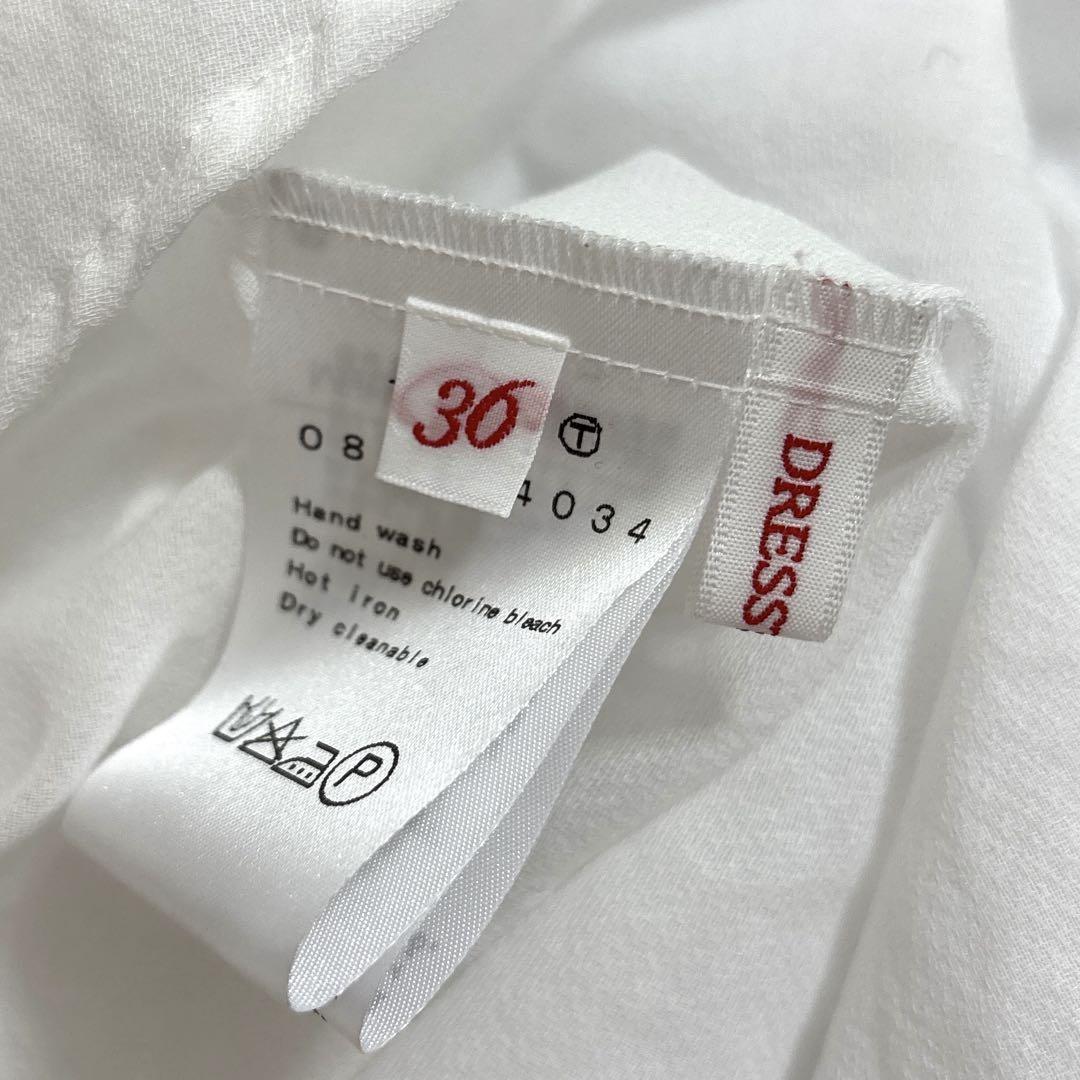 36
T
08
4034
Hand wash
Do not use chlorine bleach
Hot iron
Dry cleanable
P
DRESS